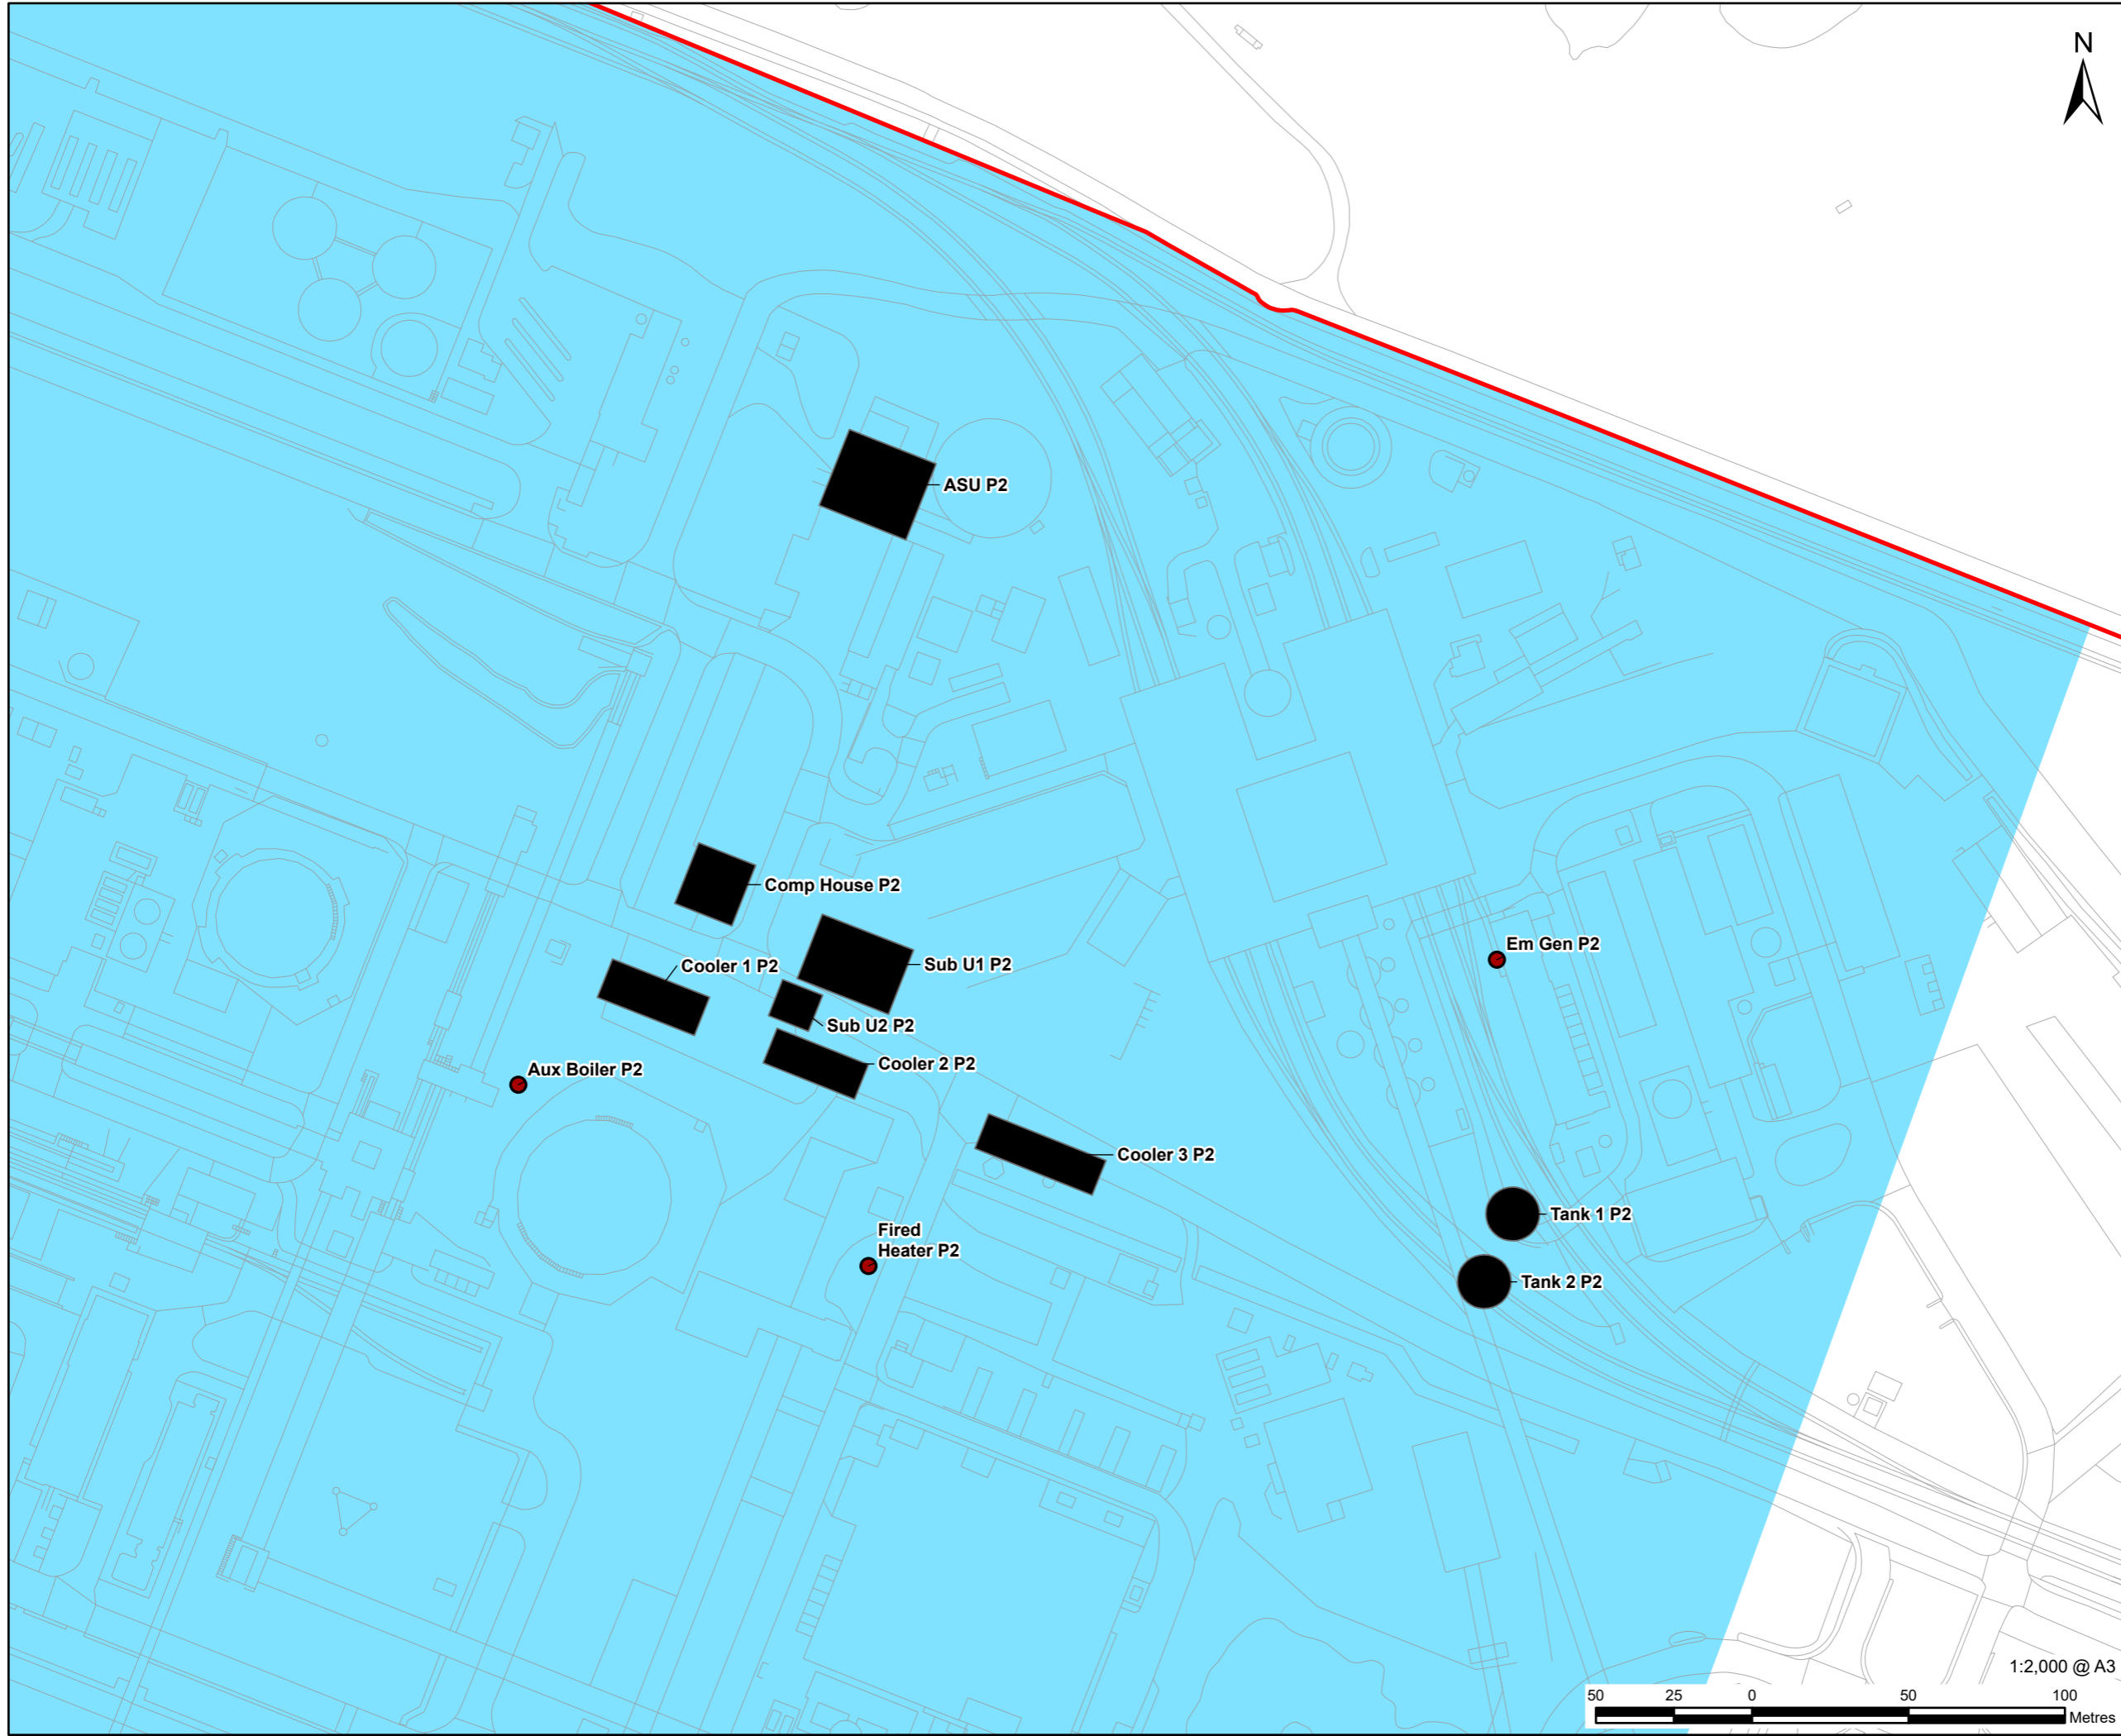 N
ASU P2
Comp House P2
Em Gen P2
Sub U1 P2
Cooler 1 P2
Sub U2 P2
Cooler 2 P2
Aux Boiler P2
Cooler 3 P2
Tank 1 P2
Fired
Heater P2
Tank 2 P2
1:2,000 @ A3
50 25 0 50 100
Metres